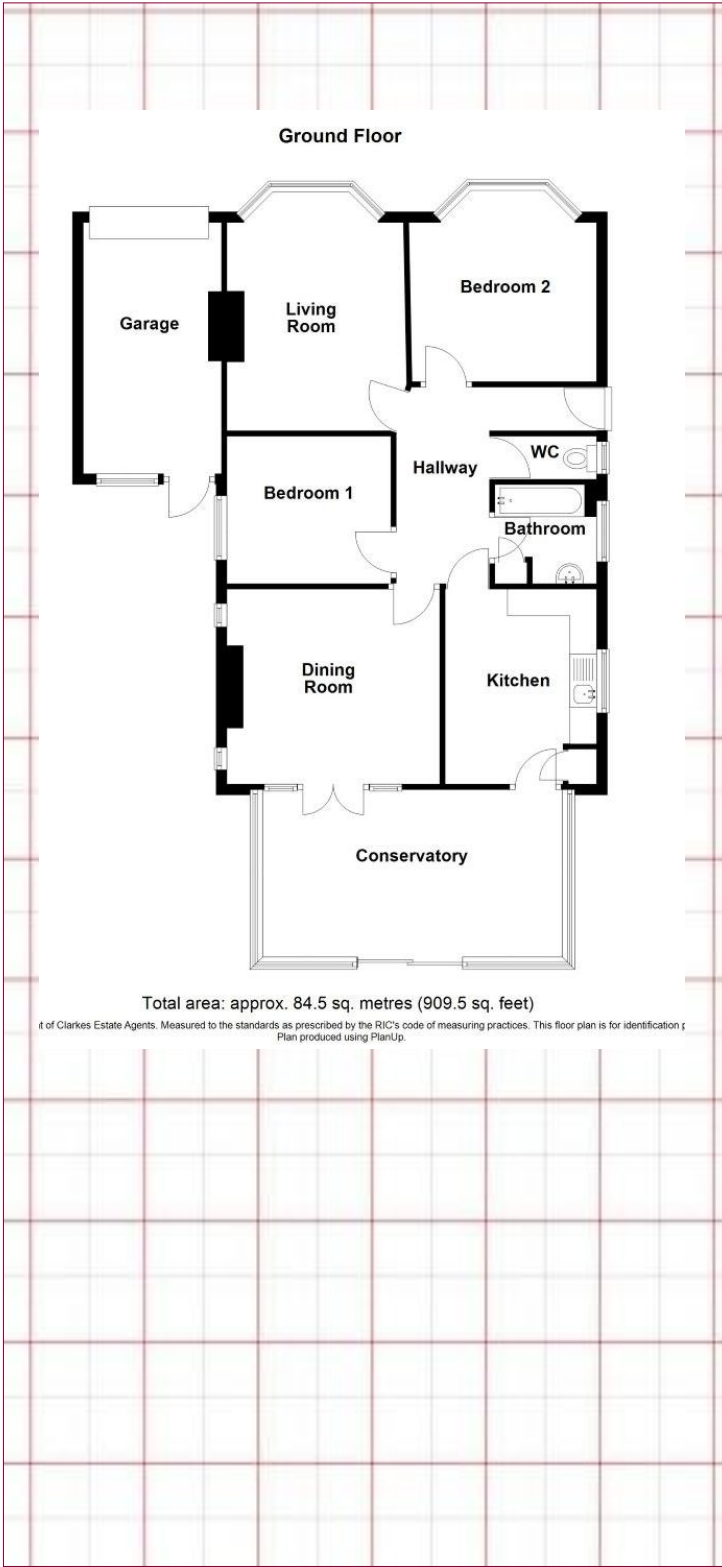 Ground Floor
Garage
Living
Room
Bedroom 2
Hallway
WC
Bedroom 1
Bathroom
Dining
Room
Kitchen
Conservatory
Total area: approx. 84.5 sq. metres (909.5 sq. feet)
of Clarkes Estate Agents. Measured to the standards as prescribed by the RIC's code of measuring practices. This floor plan is for identification
Plan produced using PlanUp.